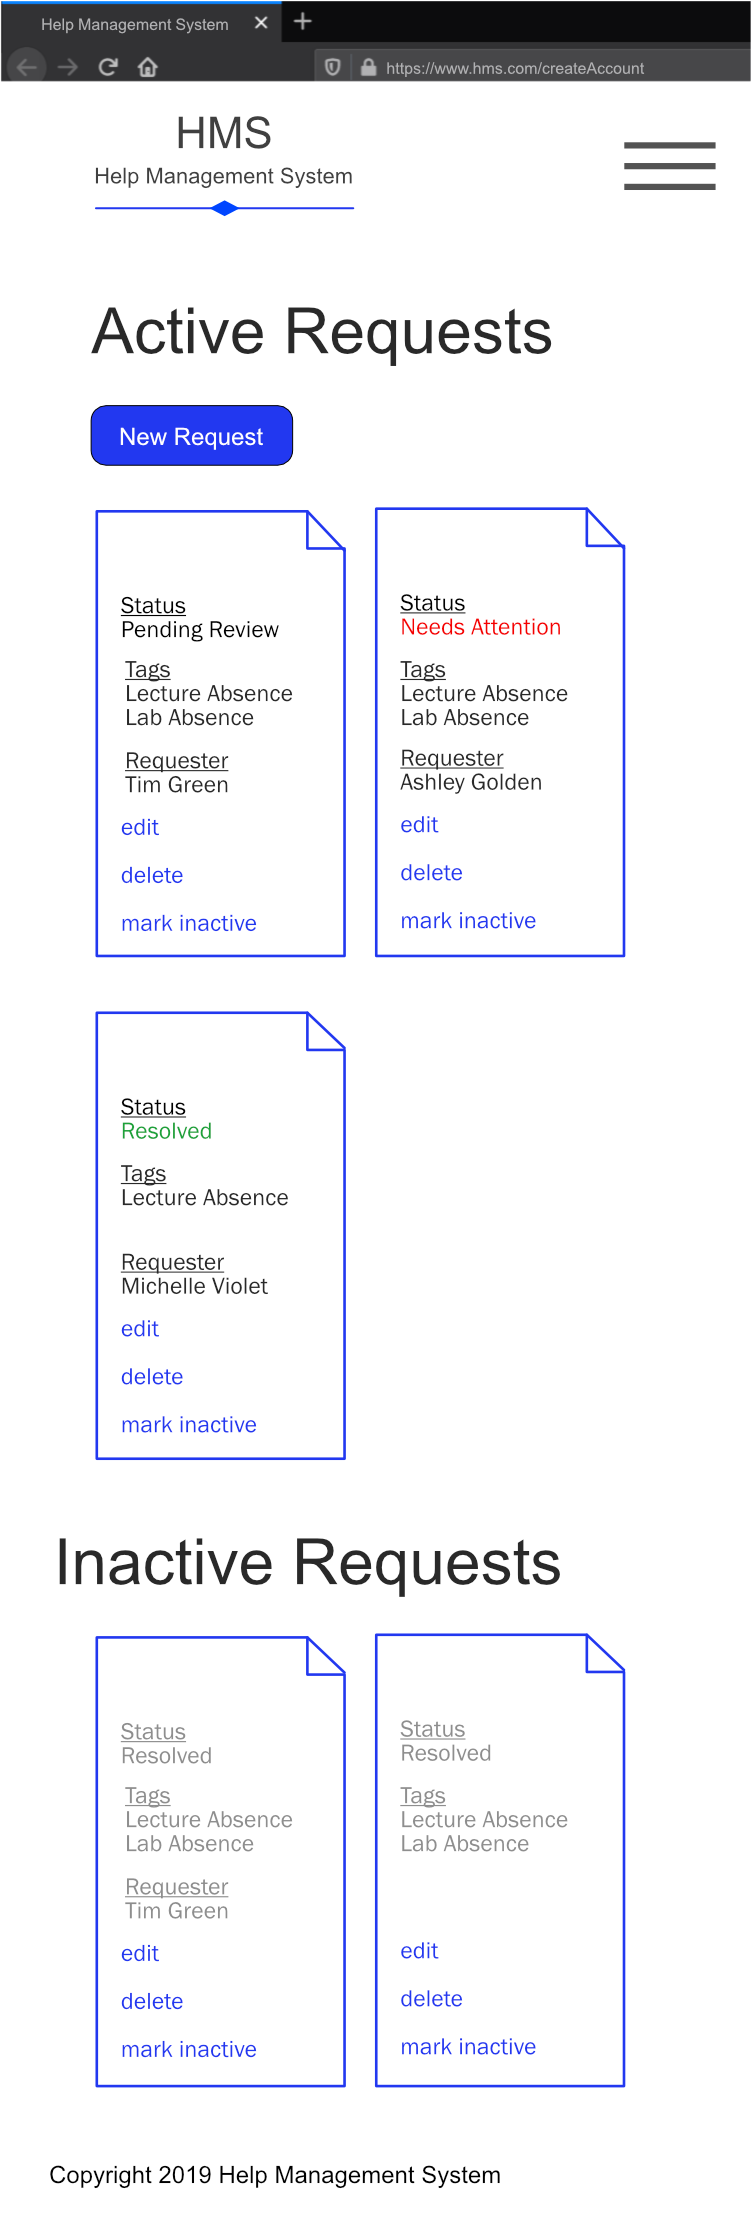 Help Management System
https://www.hms.com/createAccount
HMS
Help Management System
Active Requests
New Request
Status
Pending Review
Tags
Lecture Absence
Lab Absence
Requester
Tim Green
edit
delete
mark inactive
Status
Needs Attention
Tags
Lecture Absence
Lab Absence
Requester
Ashley Golden
edit
delete
mark inactive
Status
Resolved
Tags
Lecture Absence
Requester
Michelle Violet
edit
delete
mark inactive
Inactive Requests
Status
Resolved
Tags
Lecture Absence
Lab Absence
Requester
Tim Green
edit
delete
mark inactive
Status
Resolved
Tags
Lecture Absence
Lab Absence
edit
delete
mark inactive
Copyright 2019 Help Management System